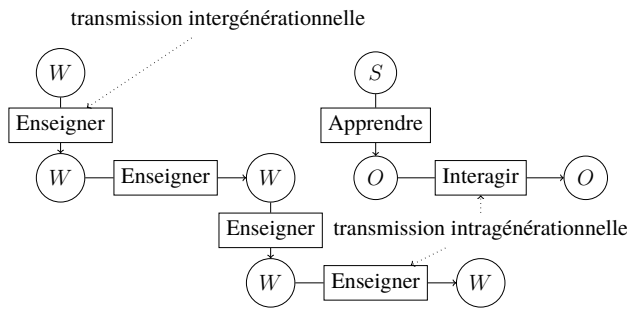 transmission intergénérationnelle
W S
Enseigner Apprendre
W Enseigner W O Interagir O
Enseigner transmission intragénérationnelle
W Enseigner W